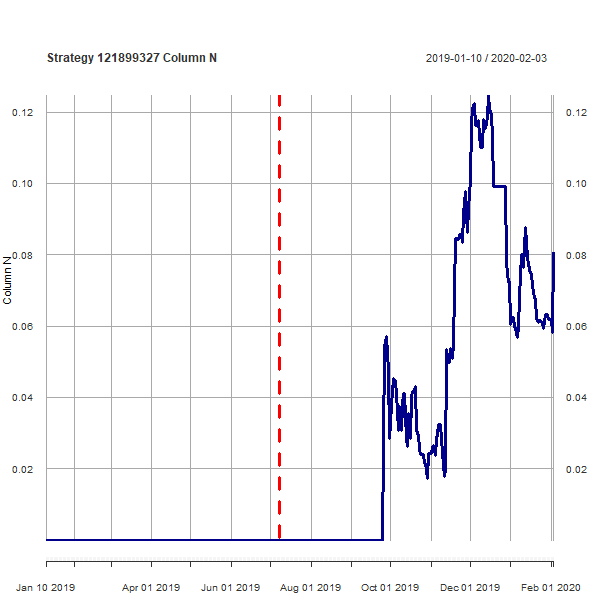 Strategy 121899327 Column N
2019-01-10 / 2020-02-03
0.12
0.12
0.10
0.10
0.08
0.08
Column N
0.06
0.06
0.04
0.04
0.02
0.02
Jan 10 2019
Apr 01 2019
Jun 01 2019
Aug 01 2019
Oct 01 2019
Dec 01 2019
Feb 01 2020